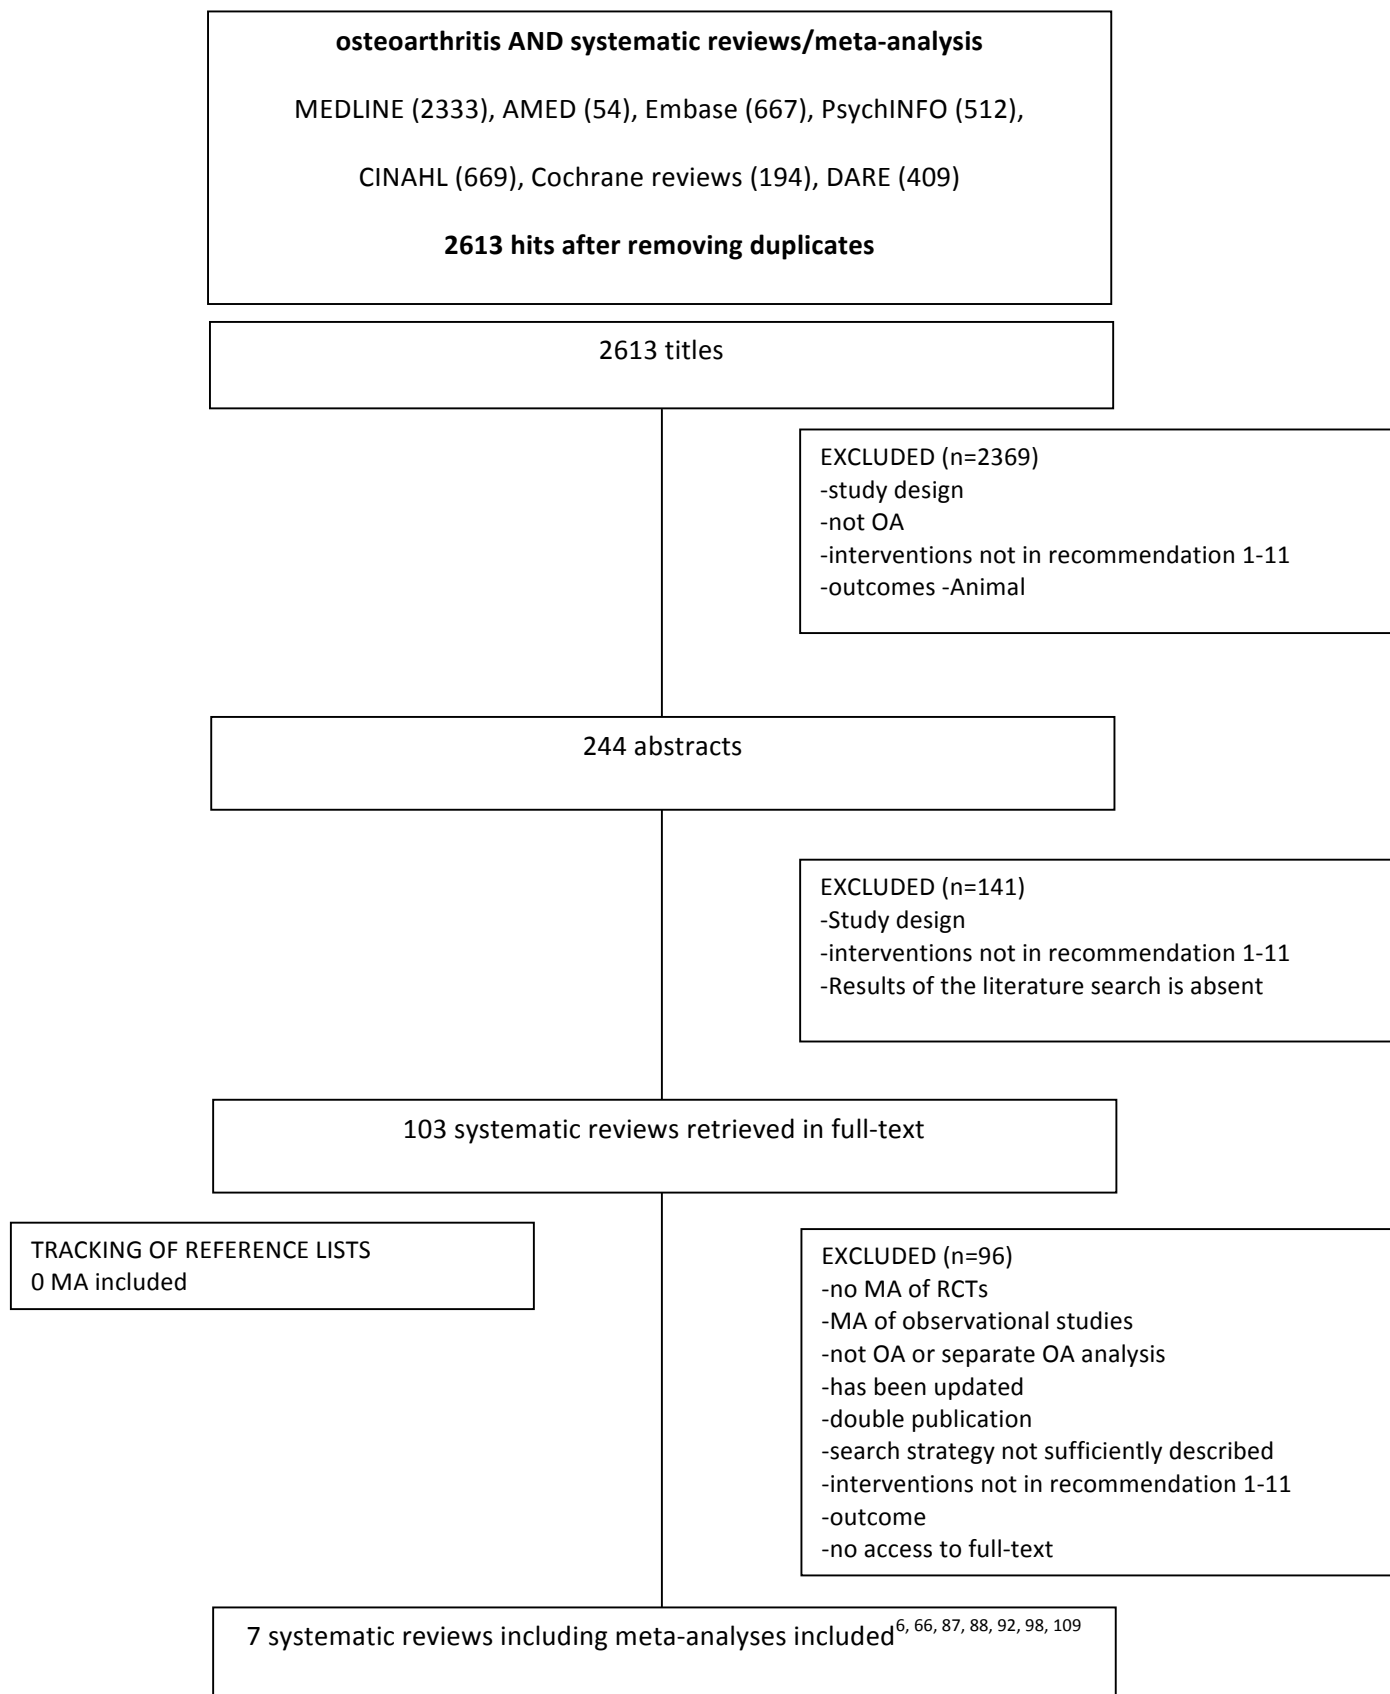 osteoarthritis AND systematic reviews/meta-analysis
MEDLINE (2333), AMED (54), Embase (667), PsychINFO (512),
CINAHL (669), Cochrane reviews (194), DARE (409)
2613 hits after removing duplicates
2613 titles
EXCLUDED (n=2369)
-study design
-not OA
-interventions not in recommendation 1-11
-outcomes -Animal
244 abstracts
EXCLUDED (n=141)
-Study design
-interventions not in recommendation 1-11
-Results of the literature search is absent
103 systematic reviews retrieved in full-text
TRACKING OF REFERENCE LISTS
0 MA included
EXCLUDED (n=96)
-no MA of RCTs
-MA of observational studies
-not OA or separate OA analysis
-has been updated
-double publication
-search strategy not sufficiently described
-interventions not in recommendation 1-11
-outcome
-no access to full-text
7 systematic reviews including meta-analyses included6, 66, 87, 88, 92, 98, 109